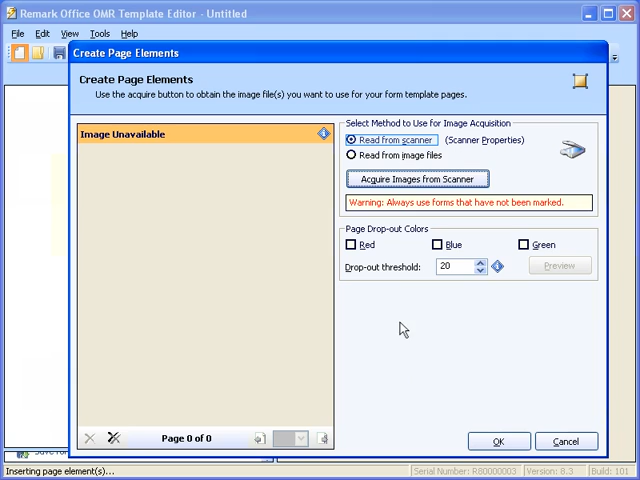 Remark Office OMR Template Editor - Untitled
File Edit View Tools Help
Create Page Elements
Create Page Elements
Use the acquire button to obtain the image file(s) you want to use for your form template pages.
Image Unavailable
Select Method to Use for Image Acquisition
Read from scanner (Scanner Properties)
Read from image files
Acquire Images from Scanner
Warning: Always use forms that have not been marked.
Page Drop-out Colors
Red Blue Green
Drop-out threshold: 20 Preview
Page 0 of 0
OK Cancel
Inserting page element(s)... Serial Number: R80000003 Version: 8.3 Build: 101